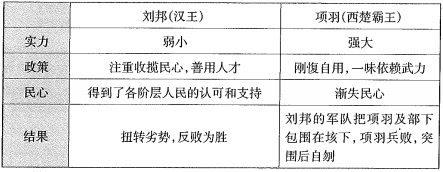 刘邦(汉王) 项羽(西楚霸王)
实力 弱小 强大
政策 注重收揽民心,善用人才 刚愎自用,一味依赖武力
民心 得到了各阶层人民的认可和支持 渐失民心
结果 扭转劣势,反败为胜 刘邦的军队把项羽及部下
包围在垓下,项羽兵败,突
围后自刎